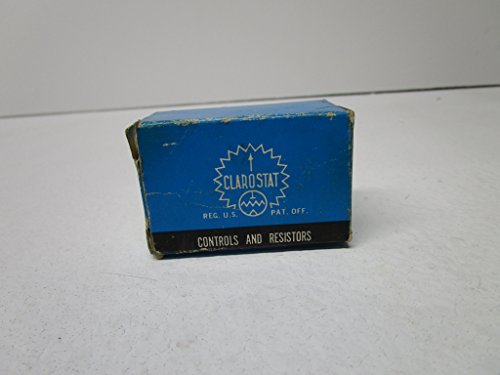 CLAROSTAT
REG. U.S. PAT. OFF.
CONTROLS AND RESISTORS